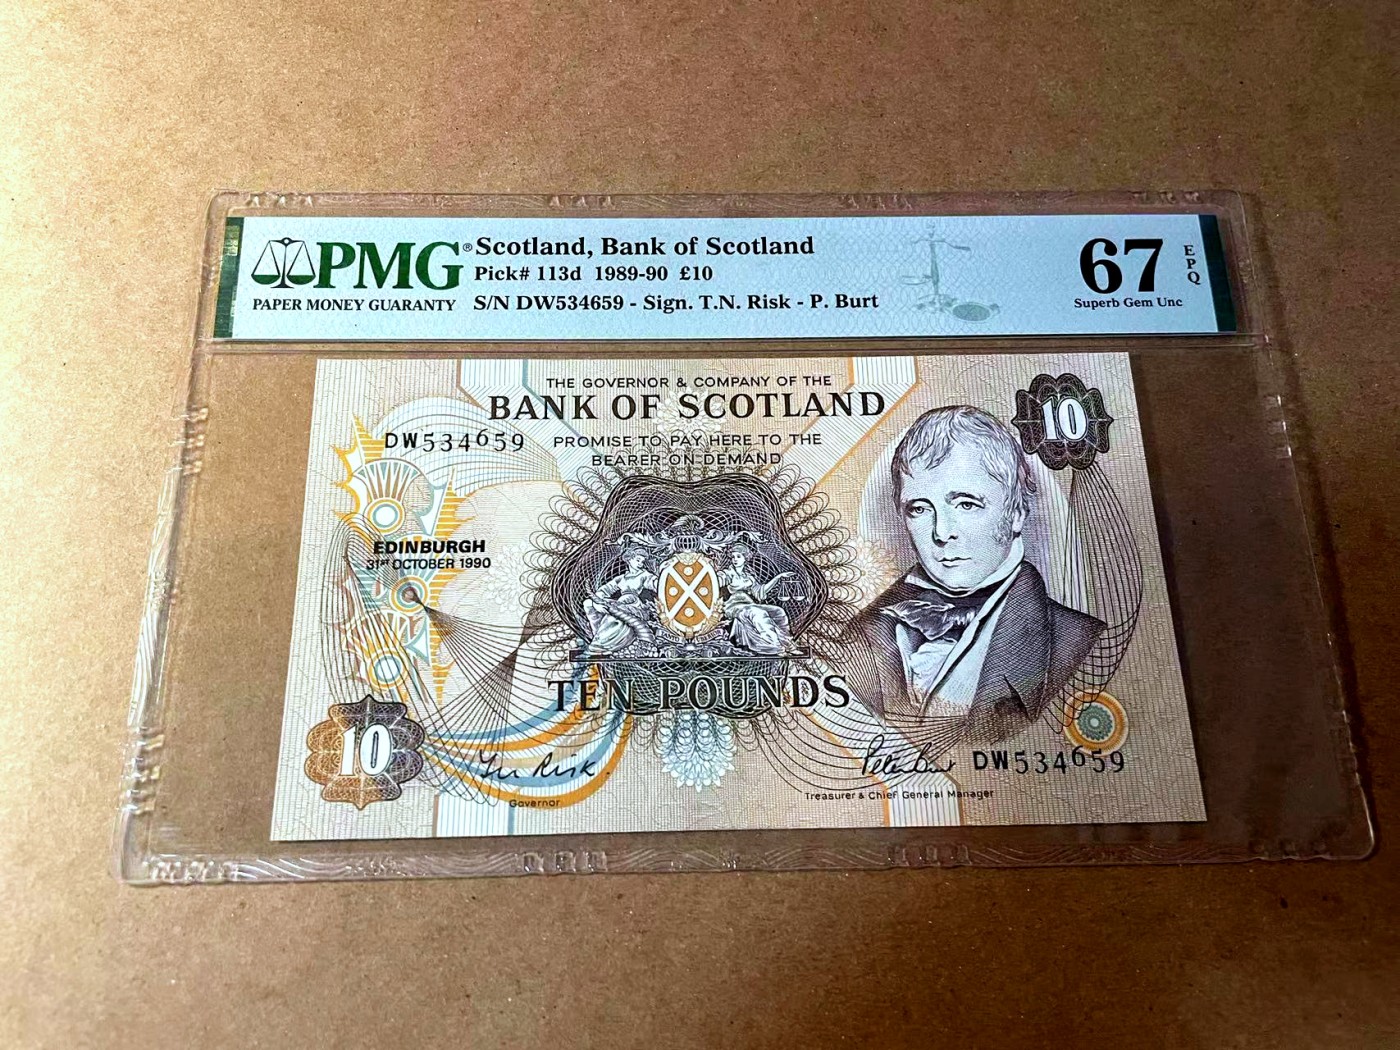 PMG®
PAPER MONEY GUARANTY
Scotland, Bank of Scotland
Pick# 113d 1989-90 £10
S/N DW534659 - Sign. T.N. Risk - P. Burt
67
EPQ
Superb Gem Unc
THE GOVERNOR & COMPANY OF THE
BANK OF SCOTLAND
DW534659
PROMISE TO PAY HERE TO THE
BEARER ON DEMAND
10
EDINBURGH
31ST OCTOBER 1990
TEN POUNDS
10
Governor
Treasurer & Chief General Manager
DW534659